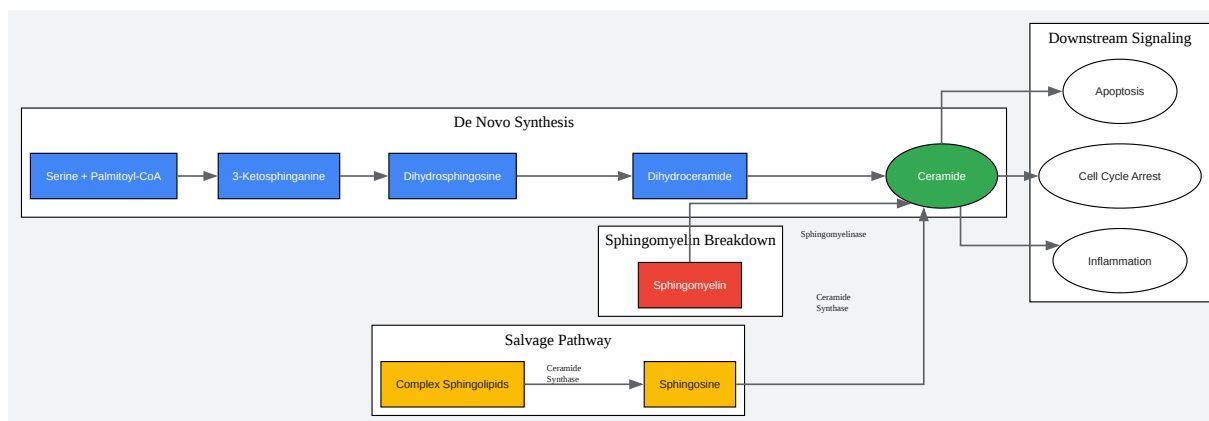 Downstream Signaling
Apoptosis
De Novo Synthesis
Serine + Palmitoyl-CoA
3-Ketosphinganine
Dihydrosphingosine
Dihydroceramide
Ceramide
Cell Cycle Arrest
Sphingomyelin Breakdown
Sphingomyelinase
Inflammation
Sphingomyelin
Ceramide
Synthase
Salvage Pathway
Complex Sphingolipids
Ceramide
Synthase
Sphingosine